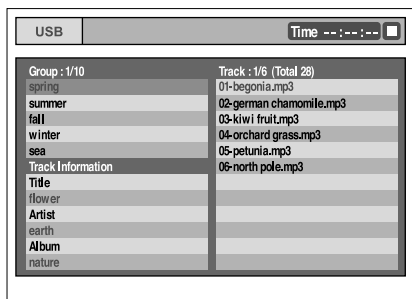 USB
Time --:--:--
Group : 1/10
spring
summer
fall
winter
sea
Track Information
Title
flower
Artist
earth
Album
nature
Track : 1/6 (Total 28)
01-begonia.mp3
02-german chamomile.mp3
03-kiwi fruit.mp3
04-orchard grass.mp3
05-petunia.mp3
06-north pole.mp3